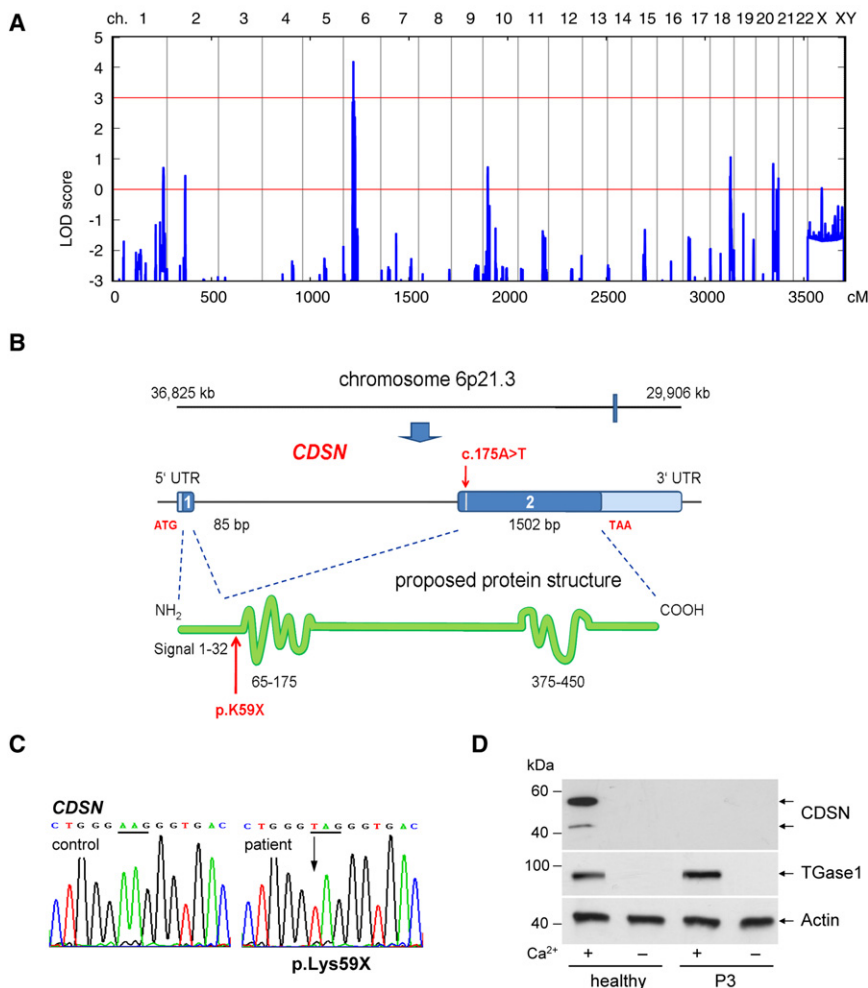 A
ch. 1 2 3 4 5 6 7 8 9 10 11 12 13 14 15 16 17 18 19 20 21 22 X XY
5
4
3
2
1
0
-1
-2
-3
LOD score
0 500 1000 1500 2000 2500 3000 3500 cM
B
chromosome 6p21.3
36,825 kb 29,906 kb
CDSN
c.175A>T
5' UTR 3' UTR
1 2
ATG 85 bp 1502 bp TAA
proposed protein structure
NH2 COOH
Signal 1-32
65-175 375-450
p.K59X
C
CDSN
C T G G G A A G G G T G A C
control
C T G G G T A G G G T G A C
patient
p.Lys59X
D
kDa
60
40
CDSN
100
TGase1
40
Actin
Ca2+ + – + –
healthy P3